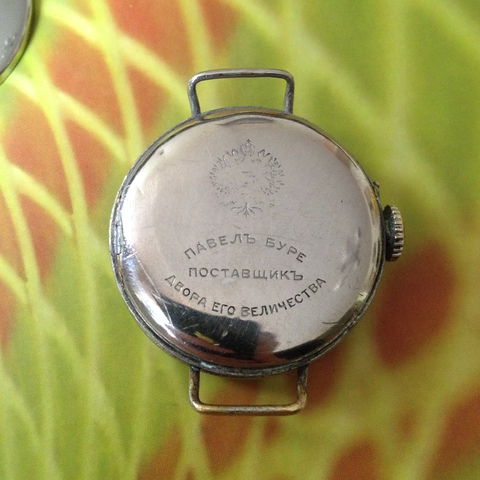 ПАВЕЛЪ БУРЕ
ПОСТАВЩИКЪ
ДВОРА ЕГО ВЕЛИЧЕСТВА